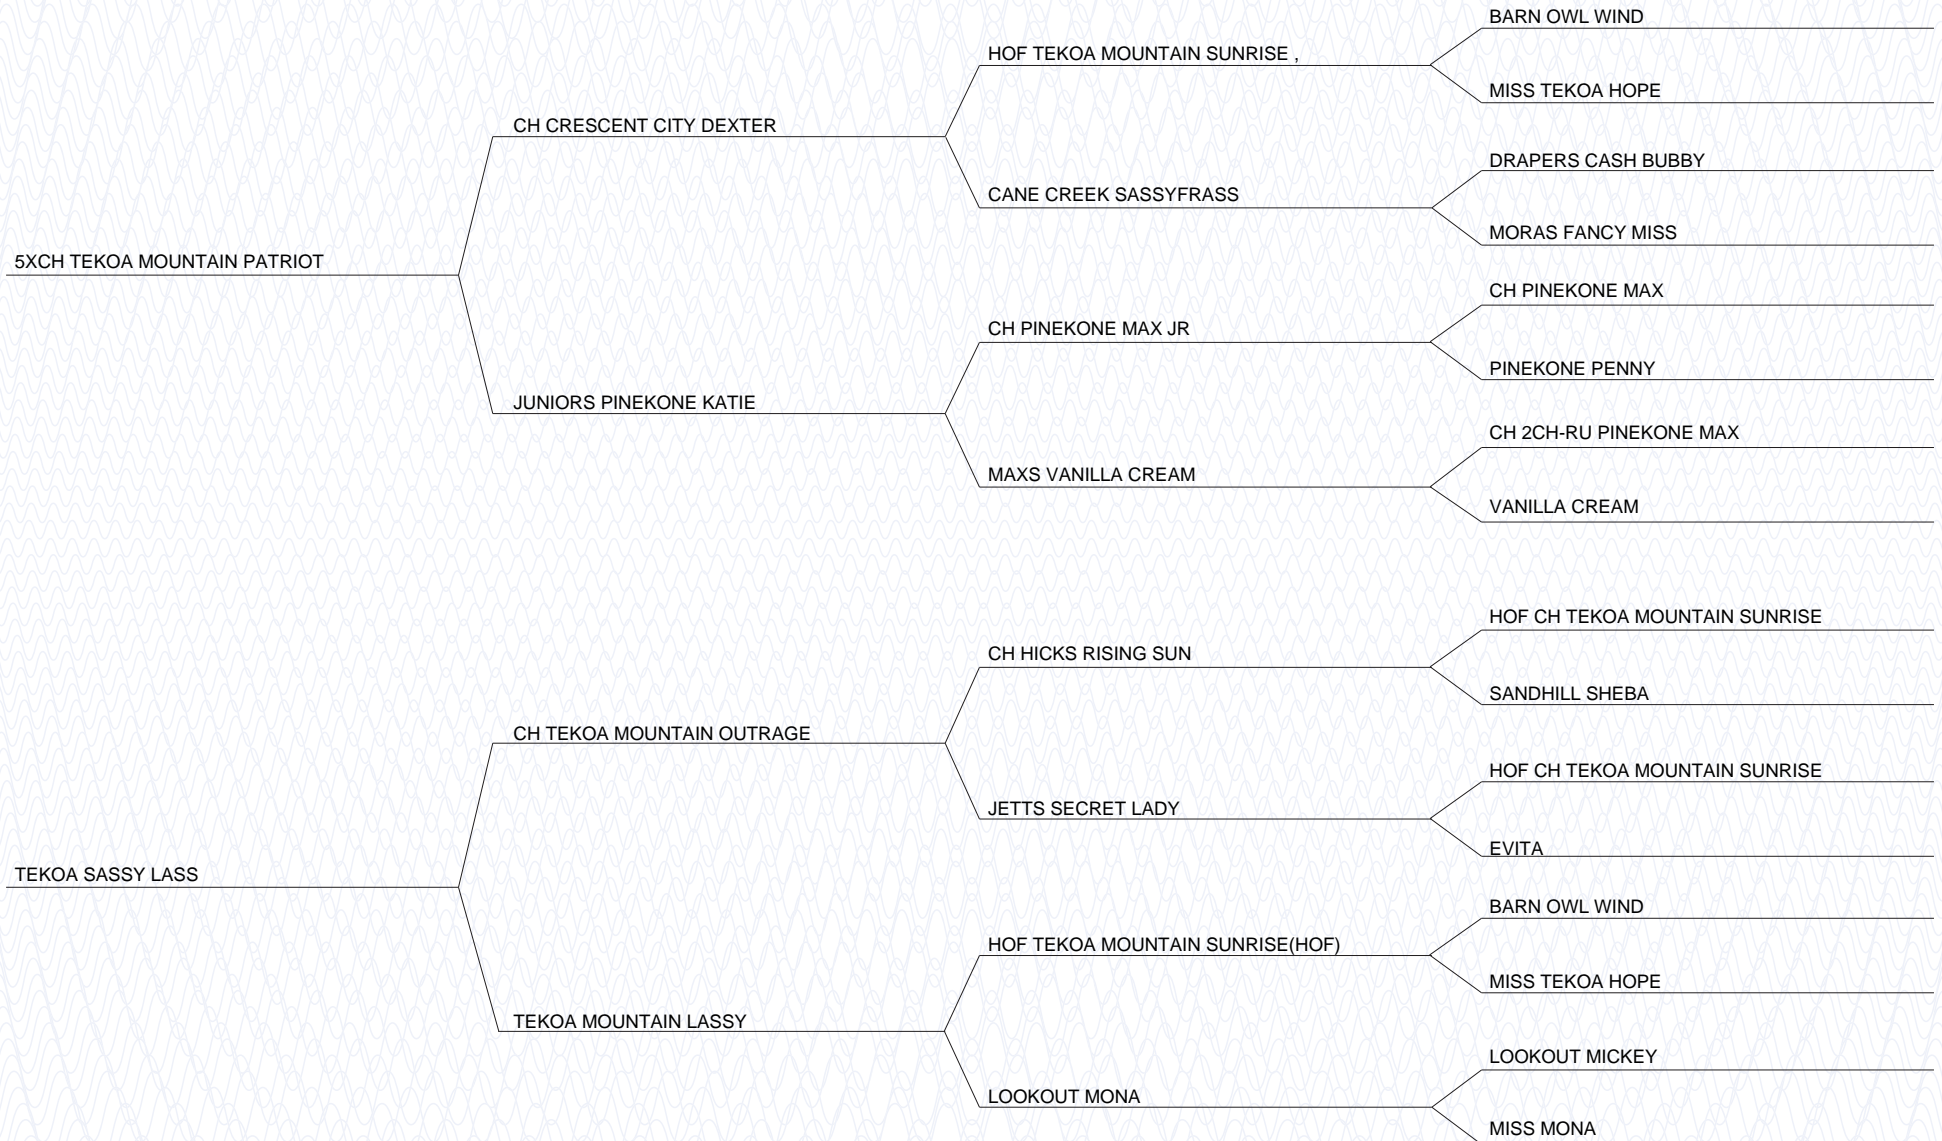 BARN OWL WIND
HOF TEKOA MOUNTAIN SUNRISE ,
MISS TEKOA HOPE
CH CRESCENT CITY DEXTER
DRAPERS CASH BUBBY
CANE CREEK SASSYFRASS
MORAS FANCY MISS
5XCH TEKOA MOUNTAIN PATRIOT
CH PINEKONE MAX
CH PINEKONE MAX JR
PINEKONE PENNY
JUNIORS PINEKONE KATIE
CH 2CH-RU PINEKONE MAX
MAXS VANILLA CREAM
VANILLA CREAM
HOF CH TEKOA MOUNTAIN SUNRISE
CH HICKS RISING SUN
SANDHILL SHEBA
CH TEKOA MOUNTAIN OUTRAGE
HOF CH TEKOA MOUNTAIN SUNRISE
JETTS SECRET LADY
EVITA
TEKOA SASSY LASS
BARN OWL WIND
HOF TEKOA MOUNTAIN SUNRISE(HOF)
MISS TEKOA HOPE
TEKOA MOUNTAIN LASSY
LOOKOUT MICKEY
LOOKOUT MONA
MISS MONA